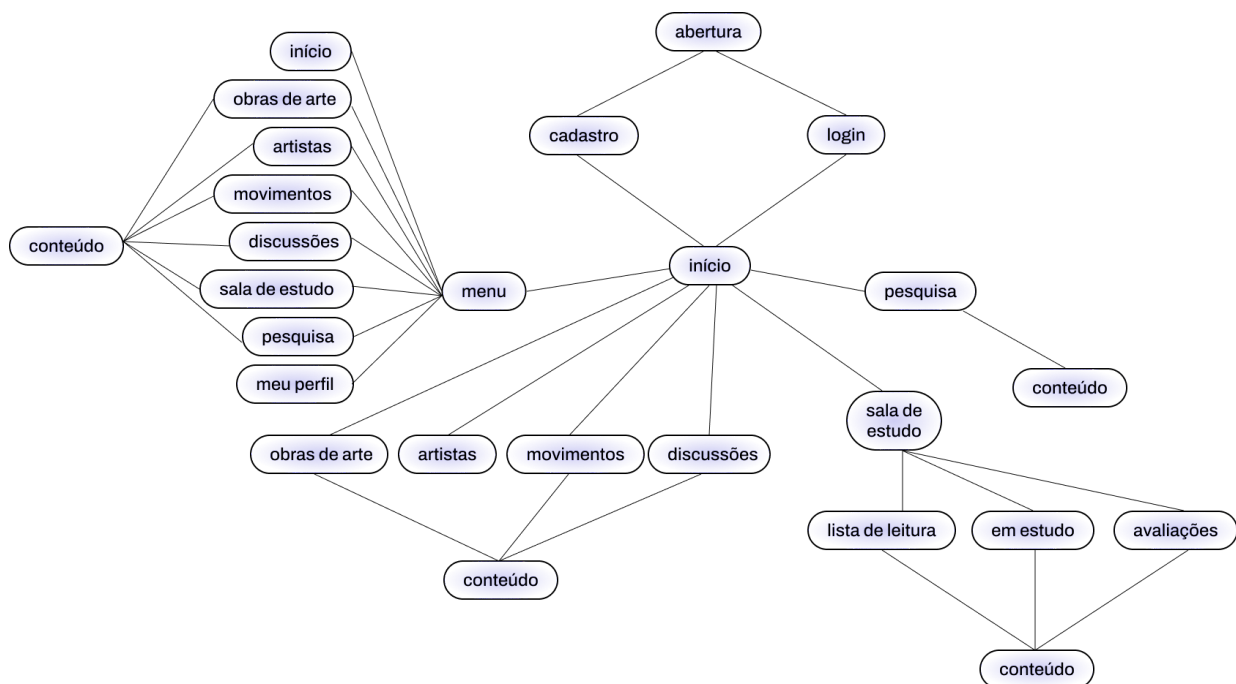 abertura
início
obras de arte
cadastro
login
artistas
movimentos
discussões
conteúdo
início
sala de estudo
menu
pesquisa
pesquisa
meu perfil
conteúdo
sala de
estudo
obras de arte
artistas
movimentos
discussões
lista de leitura
em estudo
avaliações
conteúdo
conteúdo